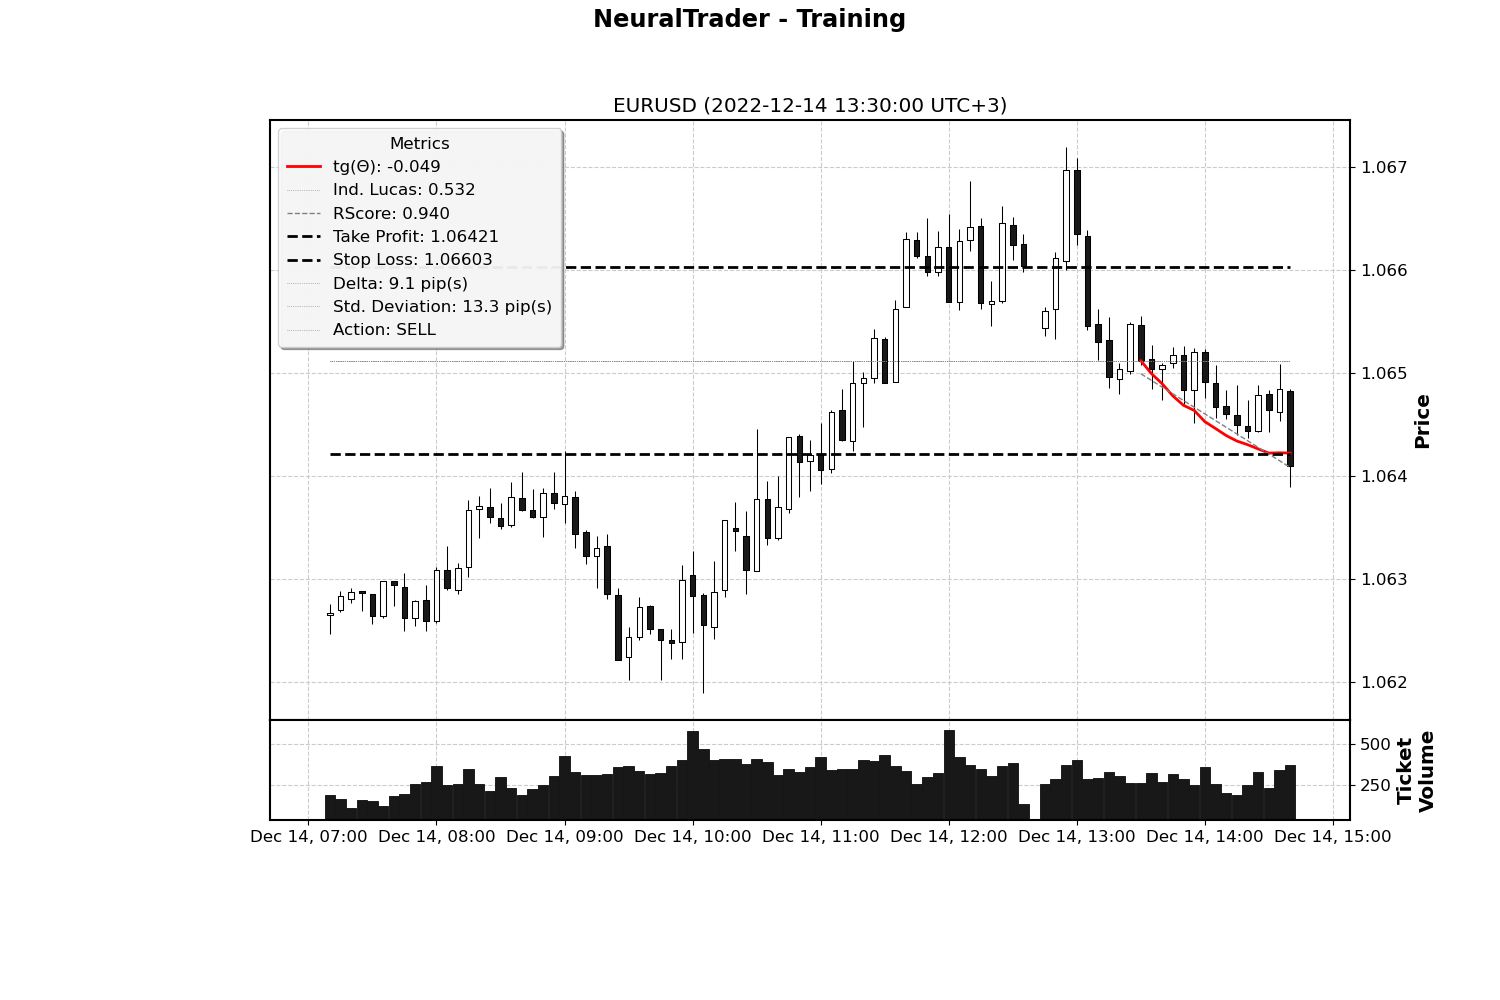 NeuralTrader - Training
EURUSD (2022-12-14 13:30:00 UTC+3)
Metrics
tg(Θ): -0.049
Ind. Lucas: 0.532
RScore: 0.940
Take Profit: 1.06421
Stop Loss: 1.06603
Delta: 9.1 pip(s)
Std. Deviation: 13.3 pip(s)
Action: SELL
1.067
1.066
1.065
1.064
1.063
1.062
Price
500
250
Ticket
Volume
Dec 14, 07:00 Dec 14, 08:00 Dec 14, 09:00 Dec 14, 10:00 Dec 14, 11:00 Dec 14, 12:00 Dec 14, 13:00 Dec 14, 14:00 Dec 14, 15:00